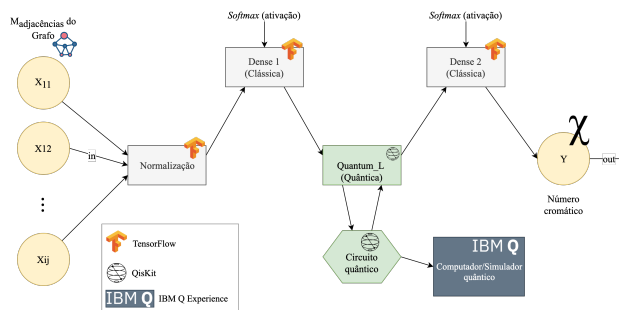 Madjacências do
Grafo
X11
X12
in
Xij
Normalização
Softmax (ativação)
Dense 1
(Clássica)
Quantum_L
(Quântica)
Circuito
quântico
IBM Q
Computador/Simulador
quântico
Softmax (ativação)
Dense 2
(Clássica)
χ
Y
out
Número
cromático
TensorFlow
QisKit
IBM Q IBM Q Experience